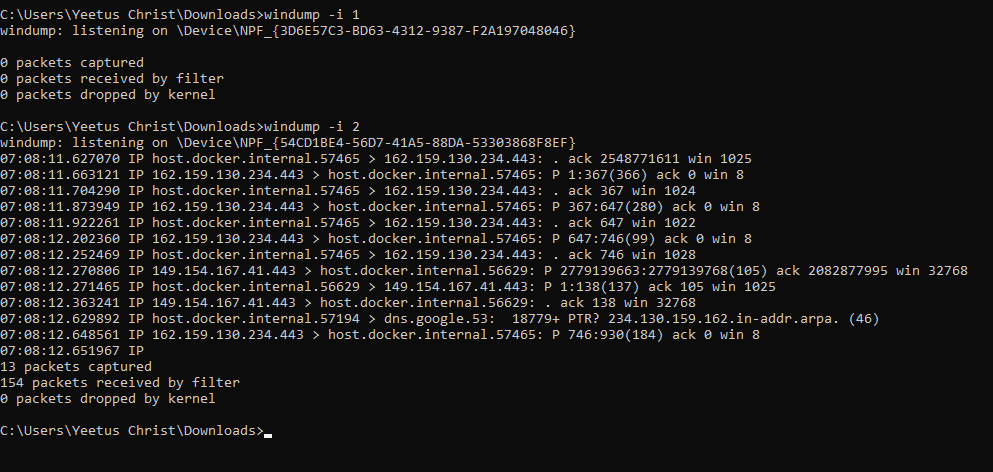 C:\Users\Yeetus Christ\Downloads>windump -i 1
windump: listening on \Device\NPF_{3D6E57C3-BD63-4312-9387-F2A197048046}
0 packets captured
0 packets received by filter
0 packets dropped by kernel
C:\Users\Yeetus Christ\Downloads>windump -i 2
windump: listening on \Device\NPF_{54CD1BE4-56D7-41A5-88DA-53303868F8EF}
07:08:11.627070 IP host.docker.internal.57465 > 162.159.130.234.443: . ack 2548771611 win 1025
07:08:11.663121 IP 162.159.130.234.443 > host.docker.internal.57465: P 1:367(366) ack 0 win 8
07:08:11.704290 IP host.docker.internal.57465 > 162.159.130.234.443: . ack 367 win 1024
07:08:11.873949 IP 162.159.130.234.443 > host.docker.internal.57465: P 367:647(280) ack 0 win 8
07:08:11.922261 IP host.docker.internal.57465 > 162.159.130.234.443: . ack 647 win 1022
07:08:12.202360 IP 162.159.130.234.443 > host.docker.internal.57465: P 647:746(99) ack 0 win 8
07:08:12.252469 IP host.docker.internal.57465 > 162.159.130.234.443: . ack 746 win 1028
07:08:12.270806 IP 149.154.167.41.443 > host.docker.internal.56629: P 2779139663:2779139768(105) ack 2082877995 win 32768
07:08:12.271465 IP host.docker.internal.56629 > 149.154.167.41.443: P 1:138(137) ack 105 win 1025
07:08:12.363241 IP 149.154.167.41.443 > host.docker.internal.56629: . ack 138 win 32768
07:08:12.629892 IP host.docker.internal.57194 > dns.google.53:  18779+ PTR? 234.130.159.162.in-addr.arpa. (46)
07:08:12.648561 IP 162.159.130.234.443 > host.docker.internal.57465: P 746:930(184) ack 0 win 8
07:08:12.651967 IP
13 packets captured
154 packets received by filter
0 packets dropped by kernel
C:\Users\Yeetus Christ\Downloads>